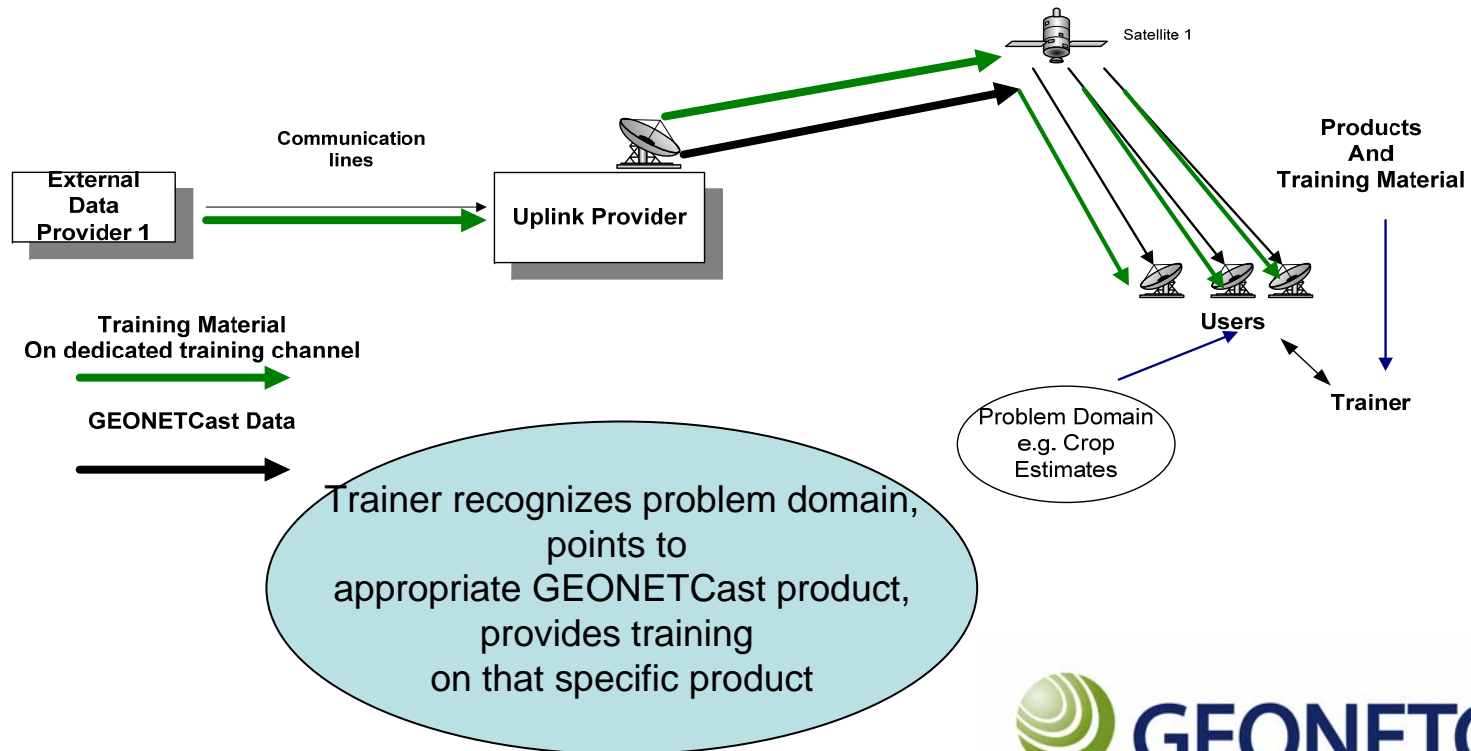 Satellite 1
Communication
lines
External
Data
Provider 1
Uplink Provider
Products
And
Training Material
Users
Trainer
Problem Domain
e.g. Crop
Estimates
Training Material
On dedicated training channel
GEONETCast Data
Trainer recognizes problem domain,
points to
appropriate GEONETCast product,
provides training
on that specific product